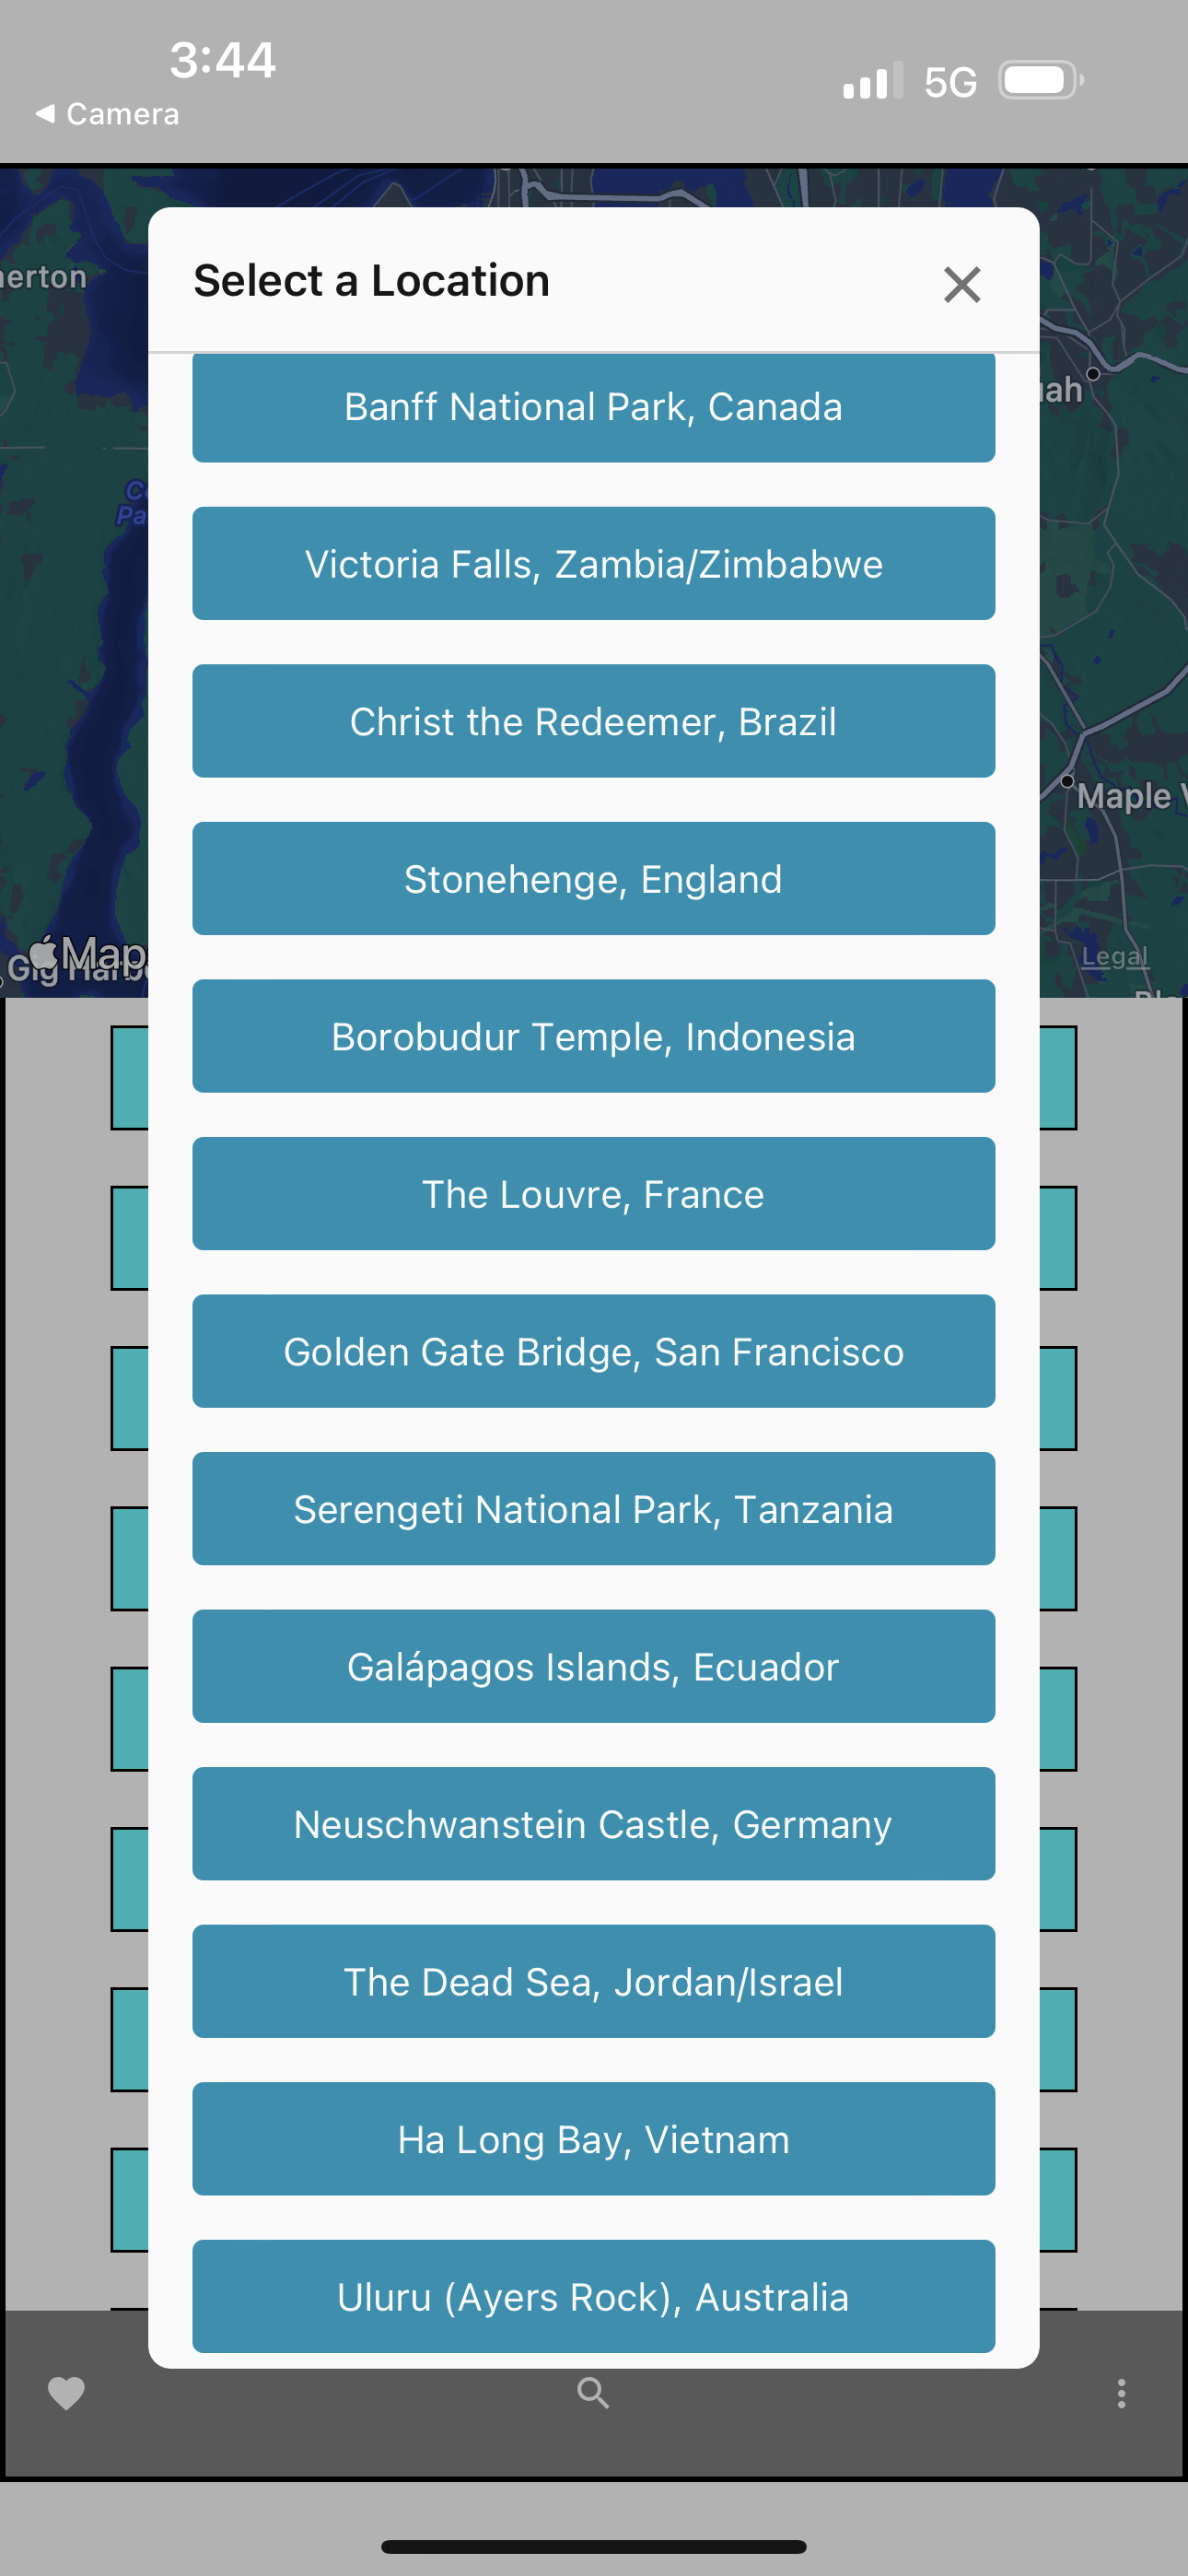 3:44
5G
Camera
Select a Location
Banff National Park, Canada
Victoria Falls, Zambia/Zimbabwe
Christ the Redeemer, Brazil
Stonehenge, England
Borobudur Temple, Indonesia
The Louvre, France
Golden Gate Bridge, San Francisco
Serengeti National Park, Tanzania
Galápagos Islands, Ecuador
Neuschwanstein Castle, Germany
The Dead Sea, Jordan/Israel
Ha Long Bay, Vietnam
Uluru (Ayers Rock), Australia
erton
ah
Maple
Map
Gig
Legal